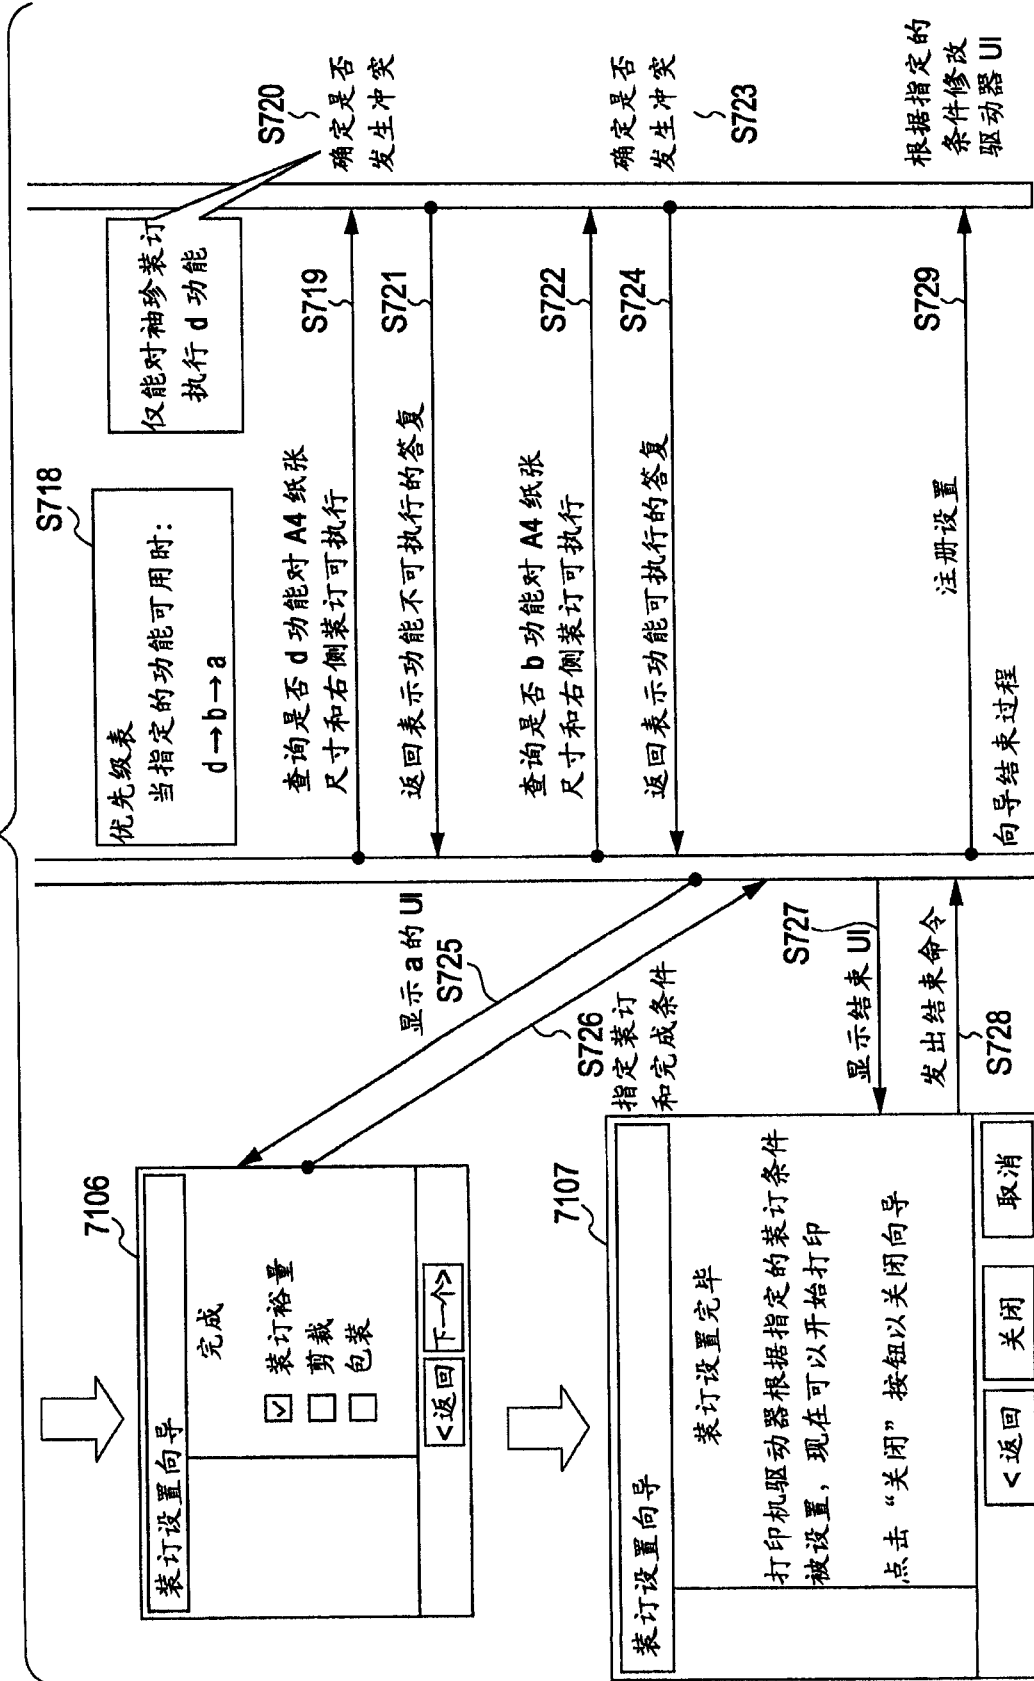 7106
装订设置向导
完成
装订裕量
剪裁
包装
<返回
下一个>
7107
装订设置向导
装订设置完毕
打印机驱动器根据指定的装订条件
被设置，现在可以开始打印
点击“关闭”按钮以关闭向导
<返回
关闭
取消
显示 a 的 UI
S725
S726
指定装订
和完成条件
S727
显示结束 UI
发出结束命令
S728
S718
优先级表
当指定的功能可用时:
d→b→a
仅能对袖珍装订
执行 d 功能
S720
确定是否
发生冲突
查询是否 d 功能对 A4 纸张
尺寸和右侧装订可执行
S719
返回表示功能不可执行的答复
S721
查询是否 b 功能对 A4 纸张
尺寸和右侧装订可执行
S722
确定是否
发生冲突
S723
返回表示功能可执行的答复
S724
注册设置
S729
向导结束过程
根据指定的
条件修改
驱动器 UI